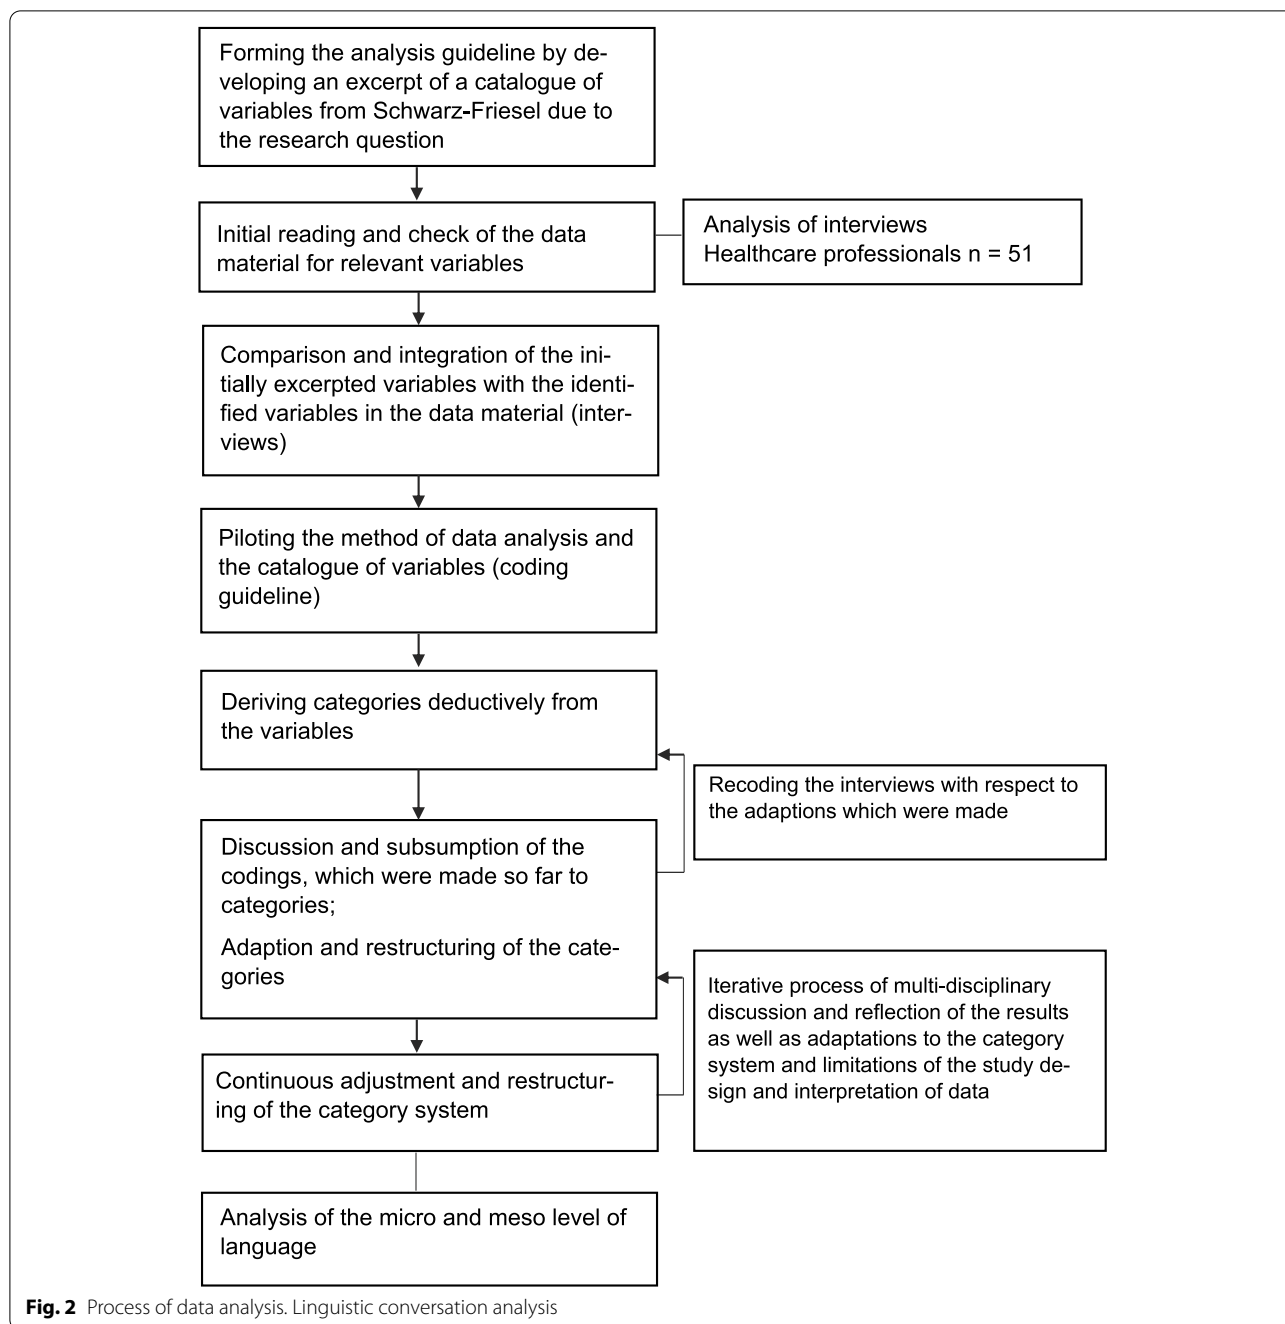 Forming the analysis guideline by de-
veloping an excerpt of a catalogue of
variables from Schwarz-Friesel due to
the research question
Initial reading and check of the data
material for relevant variables
Analysis of interviews
Healthcare professionals n = 51
Comparison and integration of the ini-
tially excerpted variables with the identi-
fied variables in the data material (inter-
views)
Piloting the method of data analysis and
the catalogue of variables (coding
guideline)
Deriving categories deductively from
the variables
Recoding the interviews with respect to
the adaptions which were made
Discussion and subsumption of the
codings, which were made so far to
categories;
Adaption and restructuring of the cate-
gories
Iterative process of multi-disciplinary
discussion and reflection of the results
as well as adaptations to the category
system and limitations of the study de-
sign and interpretation of data
Continuous adjustment and restructur-
ing of the category system
Analysis of the micro and meso level of
language
Fig. 2 Process of data analysis. Linguistic conversation analysis